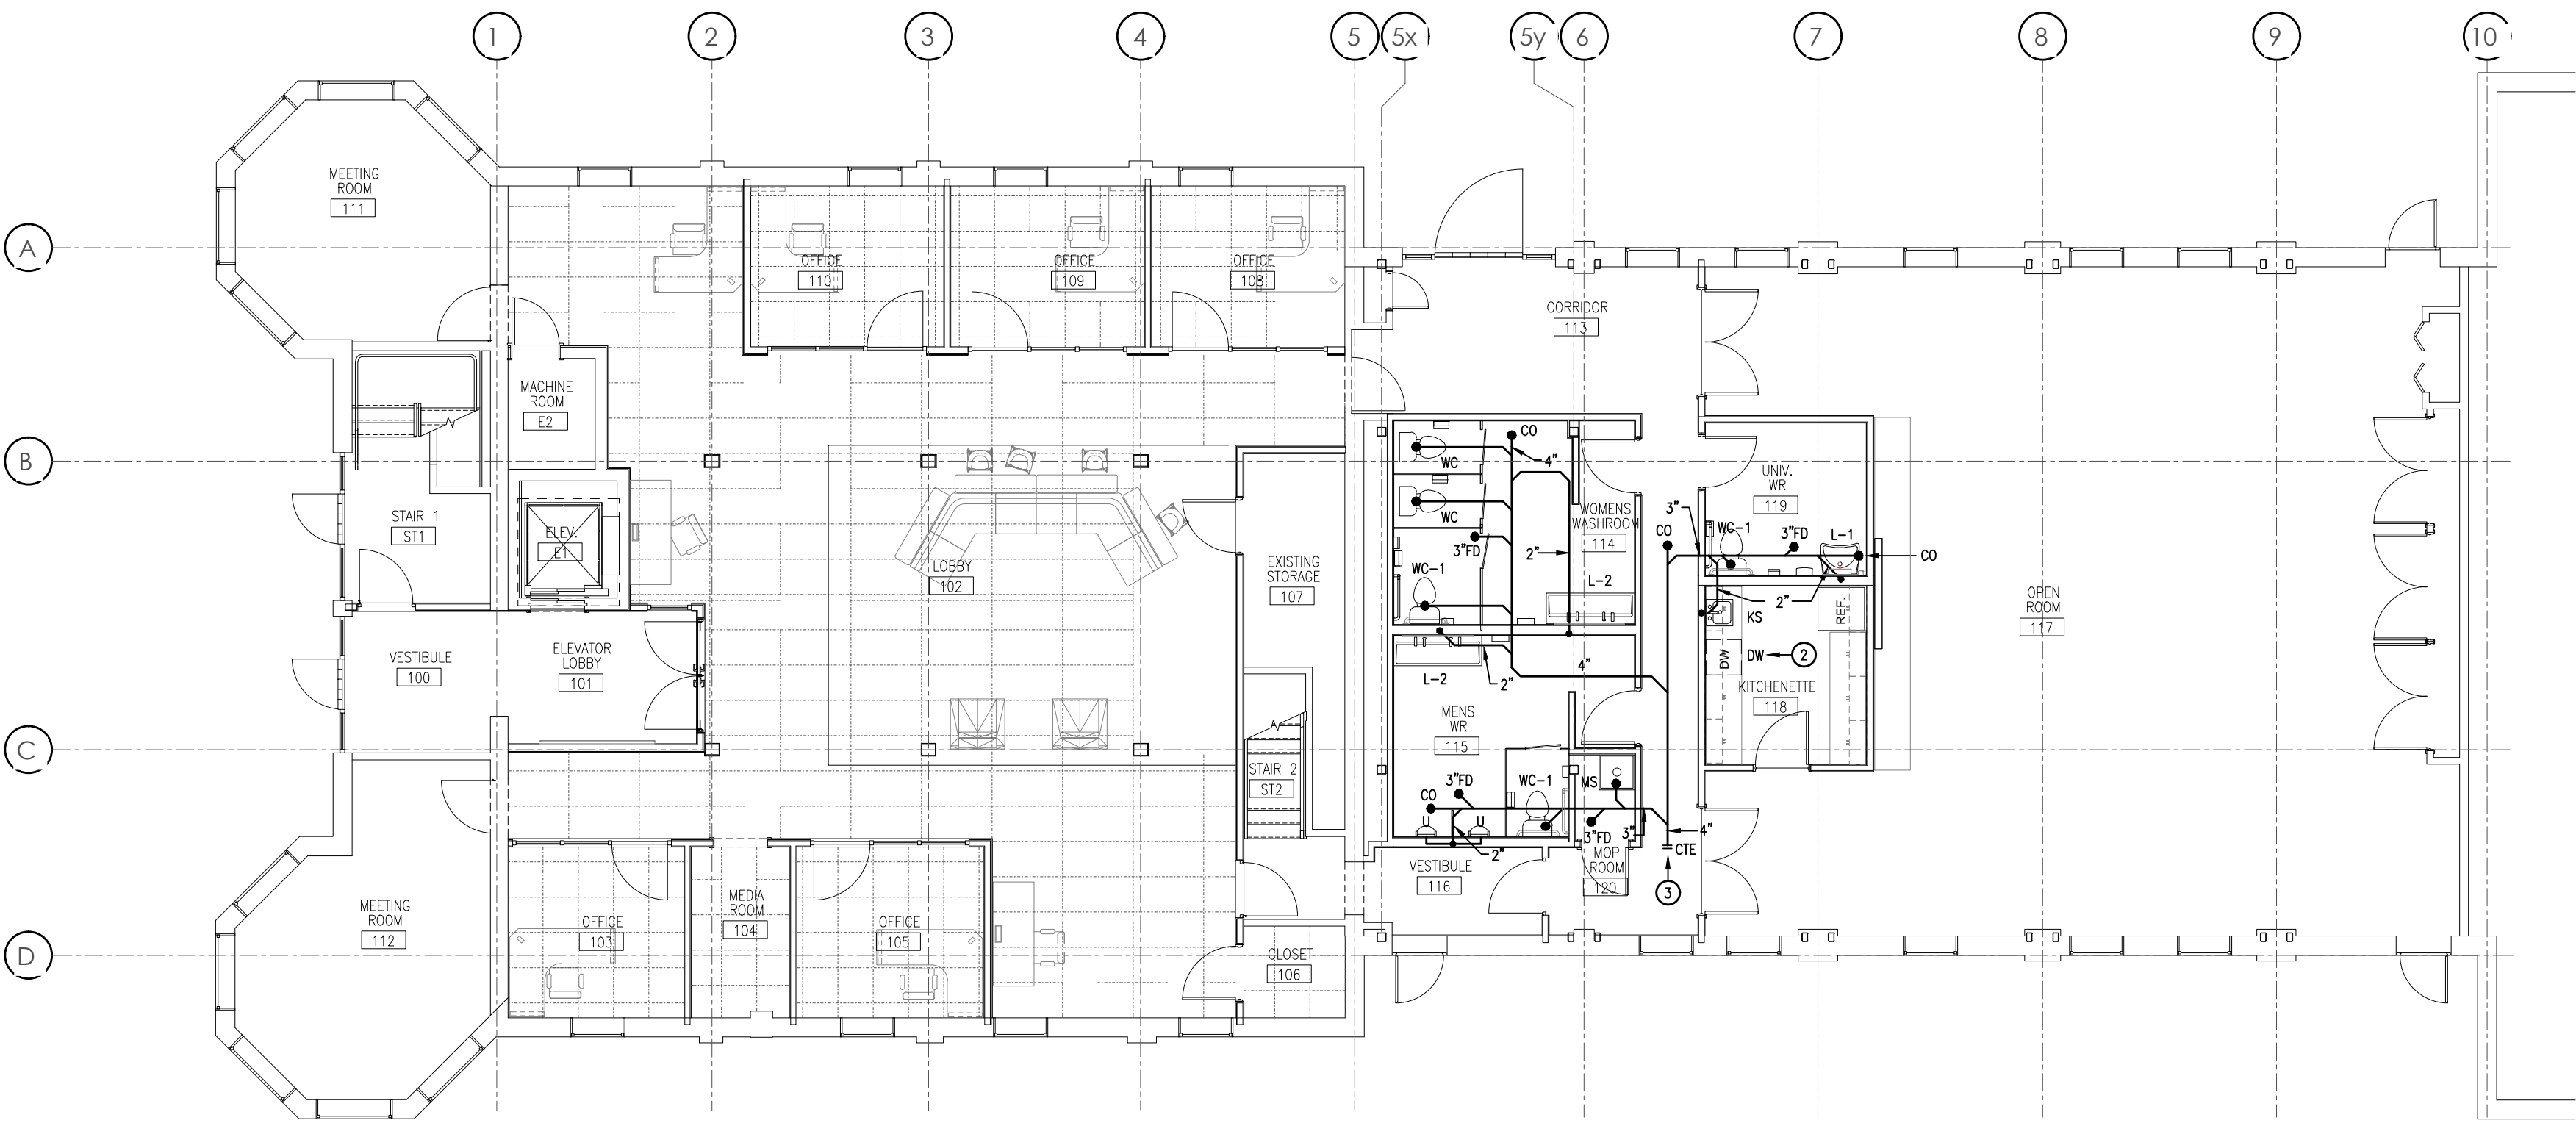 1
2
3
4
5
5x
5y
6
7
8
9
10
A
B
C
D
MEETING
ROOM
111
OFFICE
110
OFFICE
109
OFFICE
108
CORRIDOR
113
MACHINE
ROOM
E2
STAIR 1
ST1
ELEV.
E1
LOBBY
102
EXISTING
STORAGE
107
VESTIBULE
100
ELEVATOR
LOBBY
101
STAIR 2
ST2
MEETING
ROOM
112
OFFICE
103
MEDIA
ROOM
104
OFFICE
105
CLOSET
106
CO
4"
WC
WC
3"FD
WC-1
2"
WOMENS
WASHROOM
114
L-2
L-2
2"
4"
MENS
WR
115
3"FD
CO
U
U
2"
WC-1
MS
3"FD
3"
MOP
ROOM
120
VESTIBULE
116
4"
CTE
3
3"
CO
UNIV.
WR
119
WC-1
3"FD
L-1
CO
2"
KS
REF.
DW
DW
2
KITCHENETTE
118
OPEN
ROOM
117